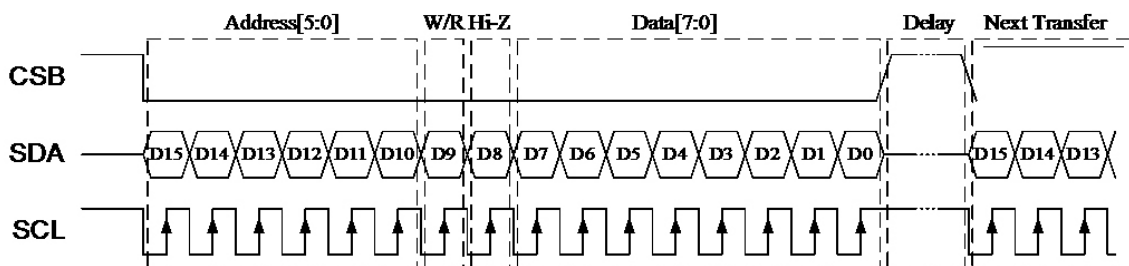 Address[5:0] W/R Hi-Z Data[7:0] Delay Next Transfer
CSB
SDA D15 D14 D13 D12 D11 D10 D9 D8 D7 D6 D5 D4 D3 D2 D1 D0 D15 D14 D13
SCL